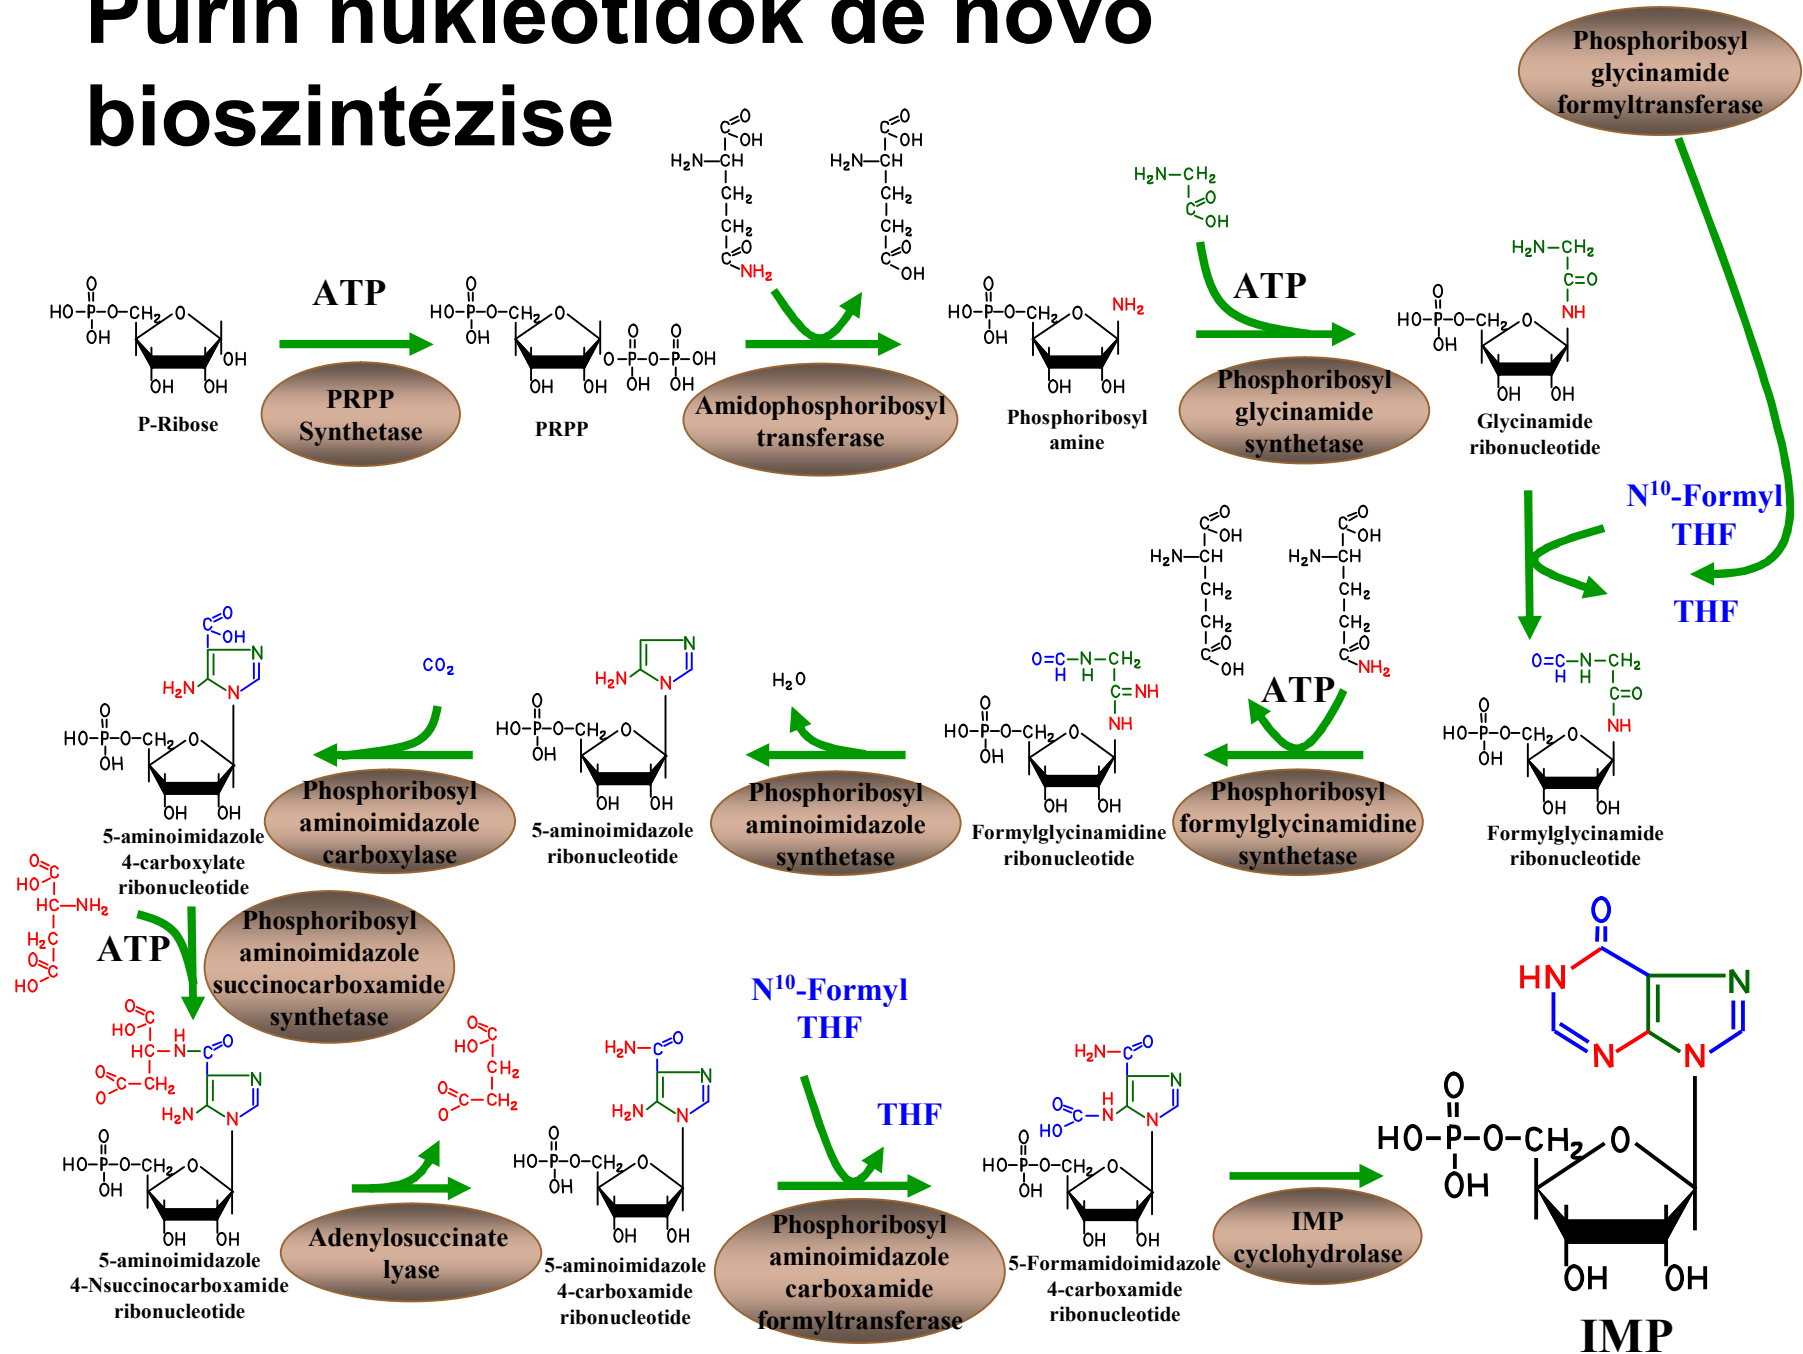 Purin nukleotidok de novo
bioszintézise
Phosphoribosyl
glycinamide
formyltransferase
ATP
PRPP
Synthetase
P-Ribose
PRPP
Amidophosphoribosyl
transferase
Phosphoribosyl
amine
ATP
Phosphoribosyl
glycinamide
synthetase
Glycinamide
ribonucleotide
N10-Formyl
THF
THF
Formylglycinamide
ribonucleotide
ATP
Phosphoribosyl
formylglycinamidine
synthetase
Formylglycinamidine
ribonucleotide
H2O
Phosphoribosyl
aminoimidazole
synthetase
5-aminoimidazole
ribonucleotide
CO2
Phosphoribosyl
aminoimidazole
carboxylase
5-aminoimidazole
4-carboxylate
ribonucleotide
ATP
Phosphoribosyl
aminoimidazole
succinocarboxamide
synthetase
5-aminoimidazole
4-Nsuccinocarboxamide
ribonucleotide
Adenylosuccinate
lyase
5-aminoimidazole
4-carboxamide
ribonucleotide
N10-Formyl
THF
THF
Phosphoribosyl
aminoimidazole
carboxamide
formyltransferase
5-Formamidoimidazole
4-carboxamide
ribonucleotide
IMP
cyclohydrolase
IMP